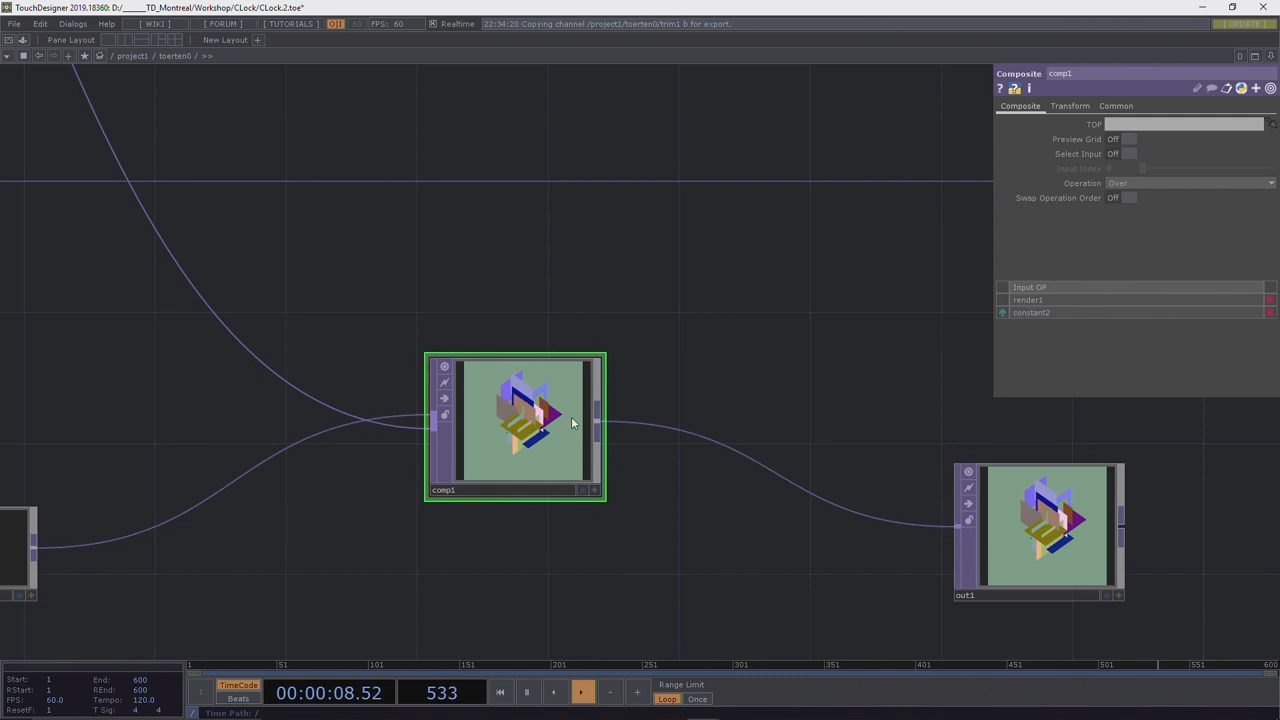 TouchDesigner 2019.18360: D:/______TD_Montreal/Workshop/CLock/CLock.2.toe*
File Edit Dialogs Help [ WIKI ] [ FORUM ] [ TUTORIALS ] O|I 60 FPS: 60 Realtime 22:34:20 Copying channel /project1/toerten0/trim1 b for export. [ UPDATE ]
Pane Layout New Layout +
/ project1 / toerten0 / >> 0
Composite comp1
? ? i
Composite Transform Common
TOP
Preview Grid Off
Select Input Off
Input Index 0
Operation Over
Swap Operation Order Off
Input OP
render1
constant2
comp1
out1
1 51 101 151 201 251 301 351 401 451 501 551 600
Start: 1 End: 600
RStart: 1 REnd: 600
FPS: 60.0 Tempo: 120.0
ResetF: 1 T Sig: 4 4
TimeCode
Beats
00:00:08.52 533
- +
Range Limit
Loop Once
/ Time Path: /